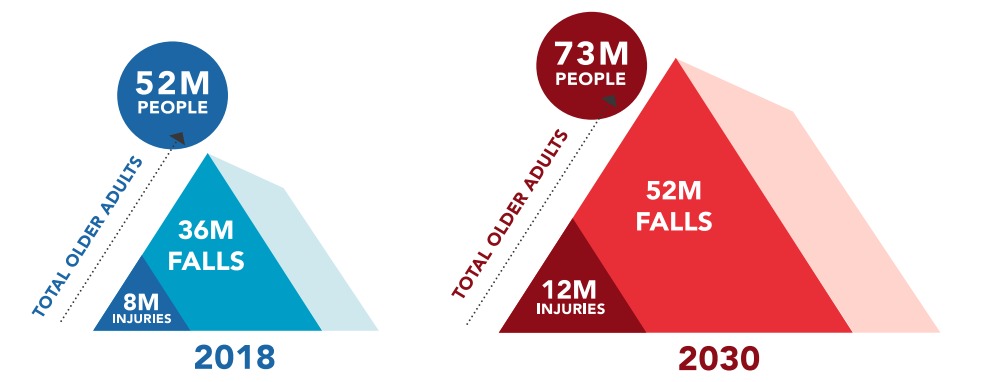 52M
PEOPLE
TOTAL OLDER ADULTS
36M
FALLS
8M
INJURIES
2018
73M
PEOPLE
TOTAL OLDER ADULTS
52M
FALLS
12M
INJURIES
2030